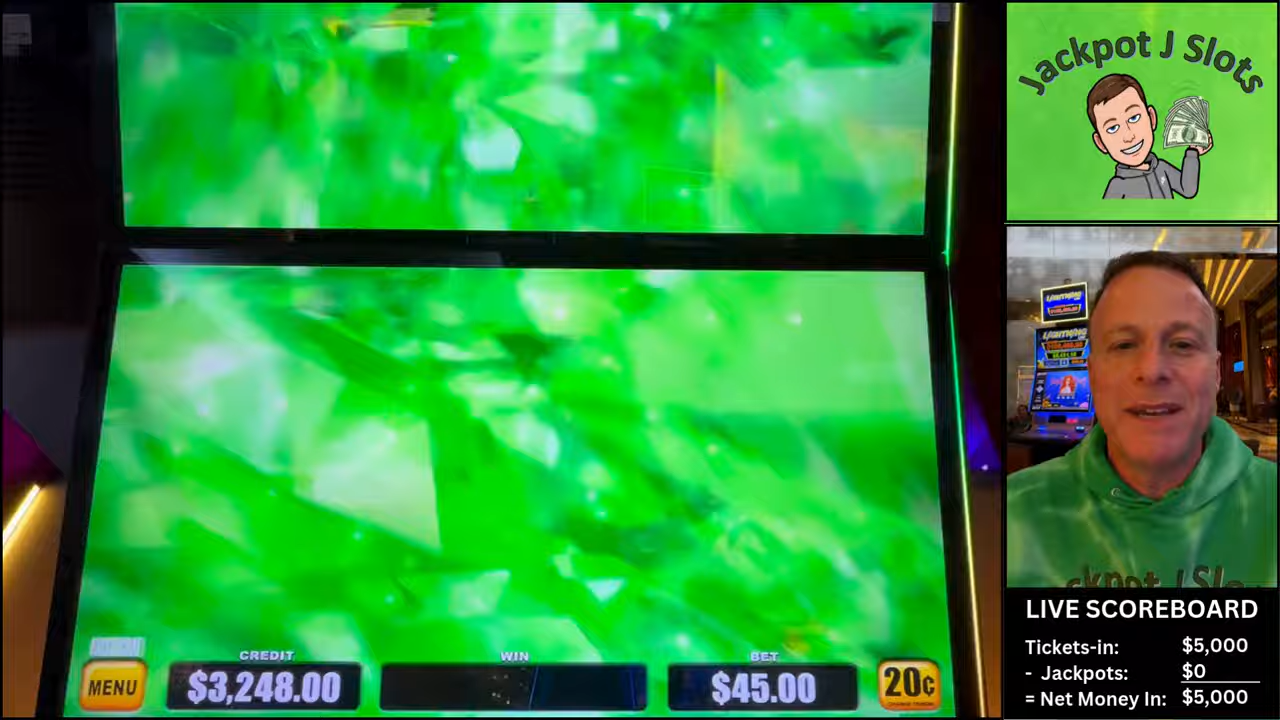 Jackpot J Slots
CREDIT
WIN
BET
MENU
$3,248.00
$45.00
20¢
LIVE SCOREBOARD
Tickets-in: $5,000
- Jackpots: $0
= Net Money In: $5,000